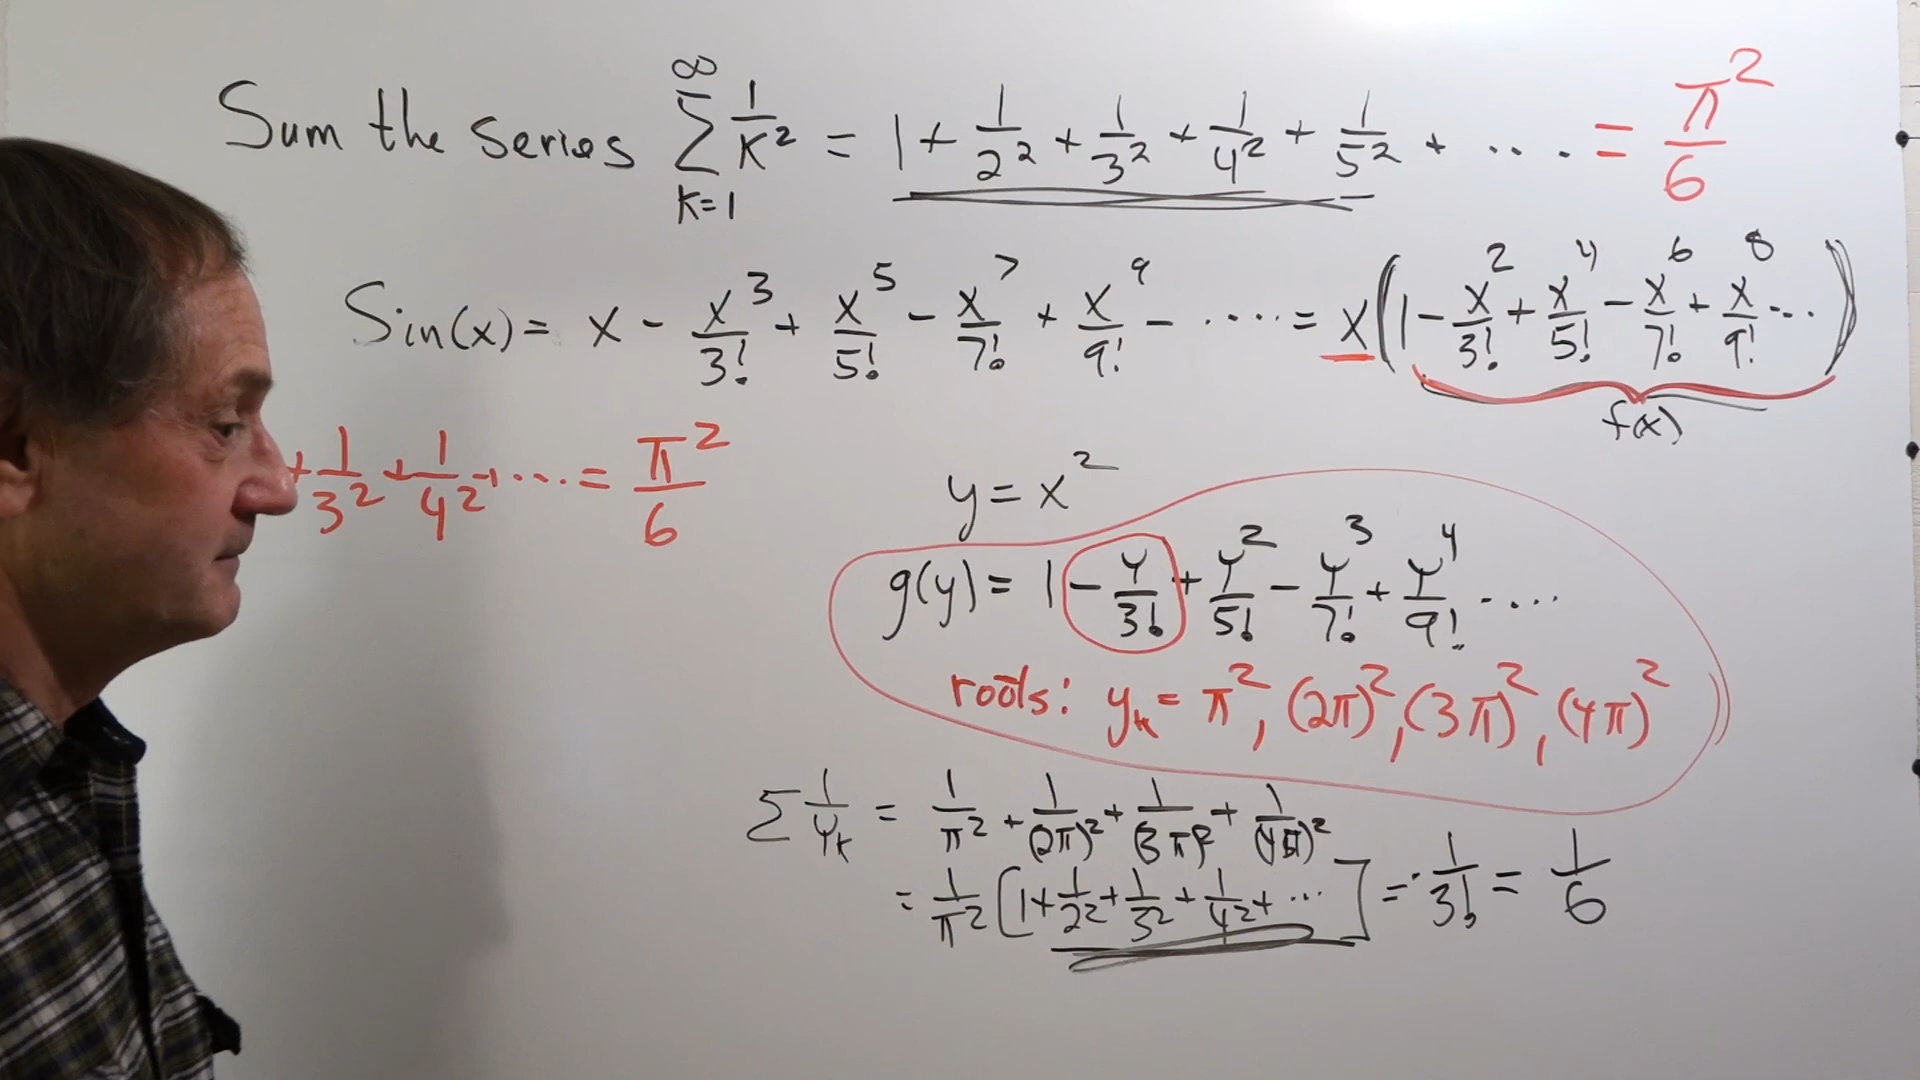 Sum the series ∞ ∑ k=1 1/K² = 1 + 1/2² + 1/3² + 1/4² + 1/5² + .... = π²/6
Sin(x) = x - x³/3! + x⁵/5! - x⁷/7! + x⁹/9! - .... = x(1 - x²/3! + x⁴/5! - x⁶/7! + x⁸/9! ...)
f(x)
+ 1/3² + 1/4² + ... = π²/6
y = x²
g(y) = 1 - y/3! + y²/5! - y³/7! + y⁴/9! ....
roots: yₖ = π², (2π)², (3π)², (4π)²
∑ 1/yₖ = 1/π² + 1/(2π)² + 1/(3π)² + 1/(4π)²
= 1/π² [1 + 1/2² + 1/3² + 1/4² + ...] = 1/3! = 1/6